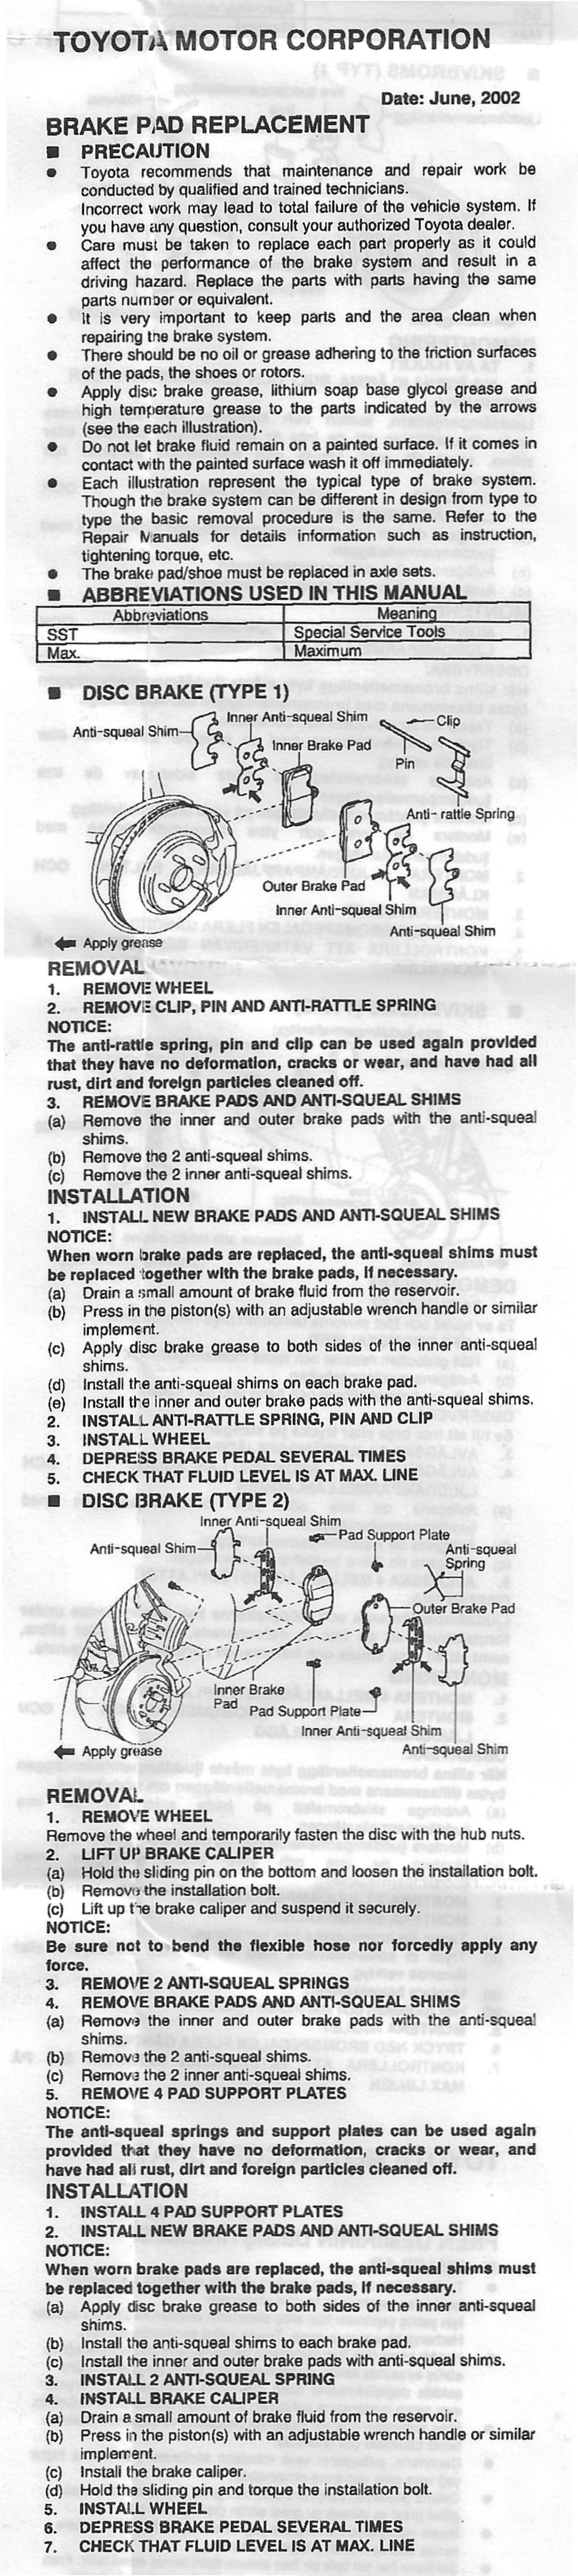 TOYOTA MOTOR CORPORATION
Date: June, 2002
BRAKE PAD REPLACEMENT
■ PRECAUTION
● Toyota recommends that maintenance and repair work be
conducted by qualified and trained technicians.
Incorrect work may lead to total failure of the vehicle system. If
you have any question, consult your authorized Toyota dealer.
● Care must be taken to replace each part properly as it could
affect the performance of the brake system and result in a
driving hazard. Replace the parts with parts having the same
parts number or equivalent.
● It is very important to keep parts and the area clean when
repairing the brake system.
● There should be no oil or grease adhering to the friction surfaces
of the pads, the shoes or rotors.
● Apply disc brake grease, lithium soap base glycol grease and
high temperature grease to the parts indicated by the arrows
(see the each illustration).
● Do not let brake fluid remain on a painted surface. If it comes in
contact with the painted surface wash it off immediately.
● Each illustration represent the typical type of brake system.
Though the brake system can be different in design from type to
type the basic removal procedure is the same. Refer to the
Repair Manuals for details information such as instruction,
tightening torque, etc.
● The brake pad/shoe must be replaced in axle sets.
■ ABBREVIATIONS USED IN THIS MANUAL
Abbreviations Meaning
SST Special Service Tools
Max. Maximum
■ DISC BRAKE (TYPE 1)
Inner Anti-squeal Shim
Clip
Anti-squeal Shim
Inner Brake Pad
Pin
Anti-rattle Spring
Outer Brake Pad
Inner Anti-squeal Shim
Anti-squeal Shim
Apply grease
REMOVAL
1. REMOVE WHEEL
2. REMOVE CLIP, PIN AND ANTI-RATTLE SPRING
NOTICE:
The anti-rattle spring, pin and clip can be used again provided
that they have no deformation, cracks or wear, and have had all
rust, dirt and foreign particles cleaned off.
3. REMOVE BRAKE PADS AND ANTI-SQUEAL SHIMS
(a) Remove the inner and outer brake pads with the anti-squeal
shims.
(b) Remove the 2 anti-squeal shims.
(c) Remove the 2 inner anti-squeal shims.
INSTALLATION
1. INSTALL NEW BRAKE PADS AND ANTI-SQUEAL SHIMS
NOTICE:
When worn brake pads are replaced, the anti-squeal shims must
be replaced together with the brake pads, if necessary.
(a) Drain a small amount of brake fluid from the reservoir.
(b) Press in the piston(s) with an adjustable wrench handle or similar
implement.
(c) Apply disc brake grease to both sides of the inner anti-squeal
shims.
(d) Install the anti-squeal shims on each brake pad.
(e) Install the inner and outer brake pads with the anti-squeal shims.
2. INSTALL ANTI-RATTLE SPRING, PIN AND CLIP
3. INSTALL WHEEL
4. DEPRESS BRAKE PEDAL SEVERAL TIMES
5. CHECK THAT FLUID LEVEL IS AT MAX. LINE
■ DISC BRAKE (TYPE 2)
Inner Anti-squeal Shim
Pad Support Plate
Anti-squeal Shim
Anti-squeal
Spring
Outer Brake Pad
Inner Brake
Pad
Pad Support Plate
Inner Anti-squeal Shim
Apply grease
Anti-squeal Shim
REMOVAL
1. REMOVE WHEEL
Remove the wheel and temporarily fasten the disc with the hub nuts.
2. LIFT UP BRAKE CALIPER
(a) Hold the sliding pin on the bottom and loosen the installation bolt.
(b) Remove the installation bolt.
(c) Lift up the brake caliper and suspend it securely.
NOTICE:
Be sure not to bend the flexible hose nor forcedly apply any
force.
3. REMOVE 2 ANTI-SQUEAL SPRINGS
4. REMOVE BRAKE PADS AND ANTI-SQUEAL SHIMS
(a) Remove the inner and outer brake pads with the anti-squeal
shims.
(b) Remove the 2 anti-squeal shims.
(c) Remove the 2 inner anti-squeal shims.
5. REMOVE 4 PAD SUPPORT PLATES
NOTICE:
The anti-squeal springs and support plates can be used again
provided that they have no deformation, cracks or wear, and
have had all rust, dirt and foreign particles cleaned off.
INSTALLATION
1. INSTALL 4 PAD SUPPORT PLATES
2. INSTALL NEW BRAKE PADS AND ANTI-SQUEAL SHIMS
NOTICE:
When worn brake pads are replaced, the anti-squeal shims must
be replaced together with the brake pads, if necessary.
(a) Apply disc brake grease to both sides of the inner anti-squeal
shims.
(b) Install the anti-squeal shims to each brake pad.
(c) Install the inner and outer brake pads with anti-squeal shims.
3. INSTALL 2 ANTI-SQUEAL SPRING
4. INSTALL BRAKE CALIPER
(a) Drain a small amount of brake fluid from the reservoir.
(b) Press in the piston(s) with an adjustable wrench handle or similar
implement.
(c) Install the brake caliper.
(d) Hold the sliding pin and torque the installation bolt.
5. INSTALL WHEEL
6. DEPRESS BRAKE PEDAL SEVERAL TIMES
7. CHECK THAT FLUID LEVEL IS AT MAX. LINE